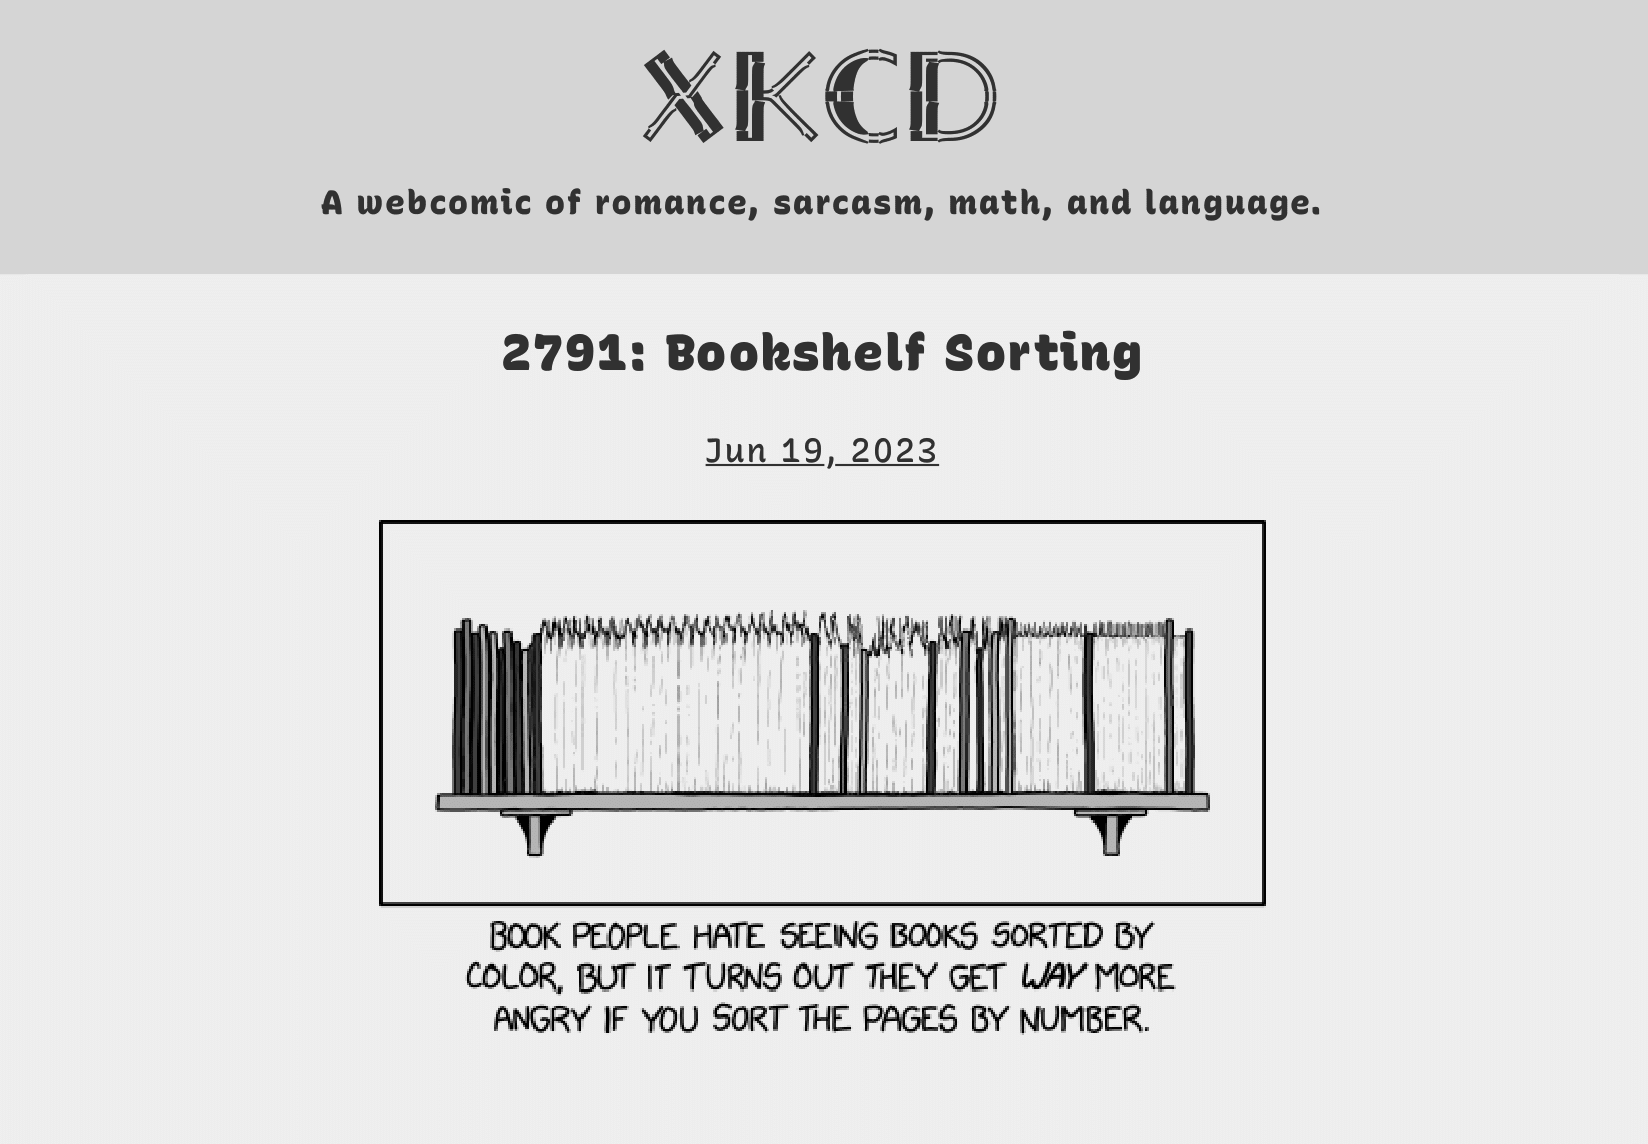 XKCD
A webcomic of romance, sarcasm, math, and language.
2791: Bookshelf Sorting
Jun 19, 2023
BOOK PEOPLE HATE SEEING BOOKS SORTED BY
COLOR, BUT IT TURNS OUT THEY GET WAY MORE
ANGRY IF YOU SORT THE PAGES BY NUMBER.